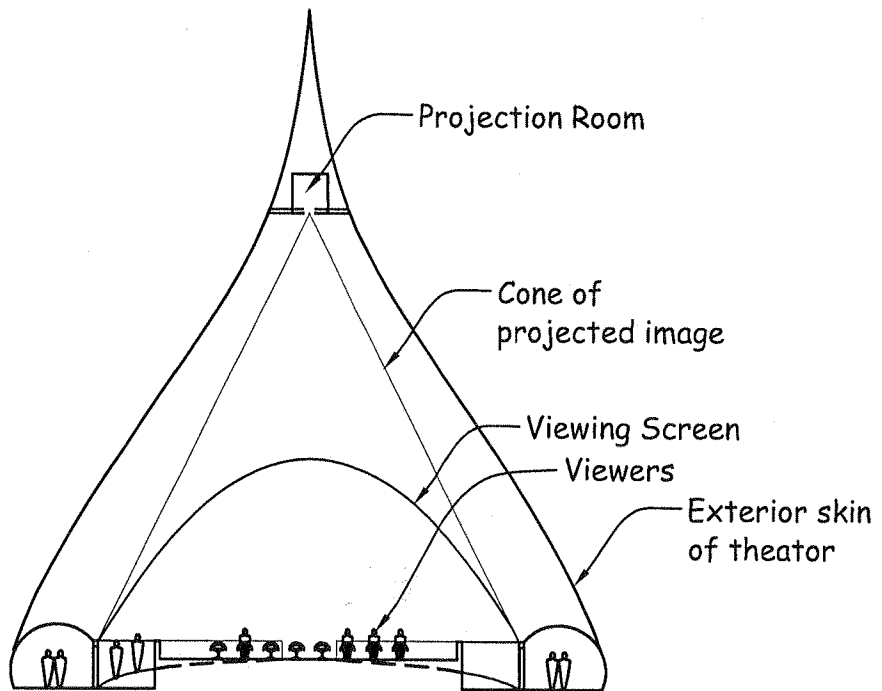 Projection Room
Cone of
projected image
Viewing Screen
Viewers
Exterior skin
of theator